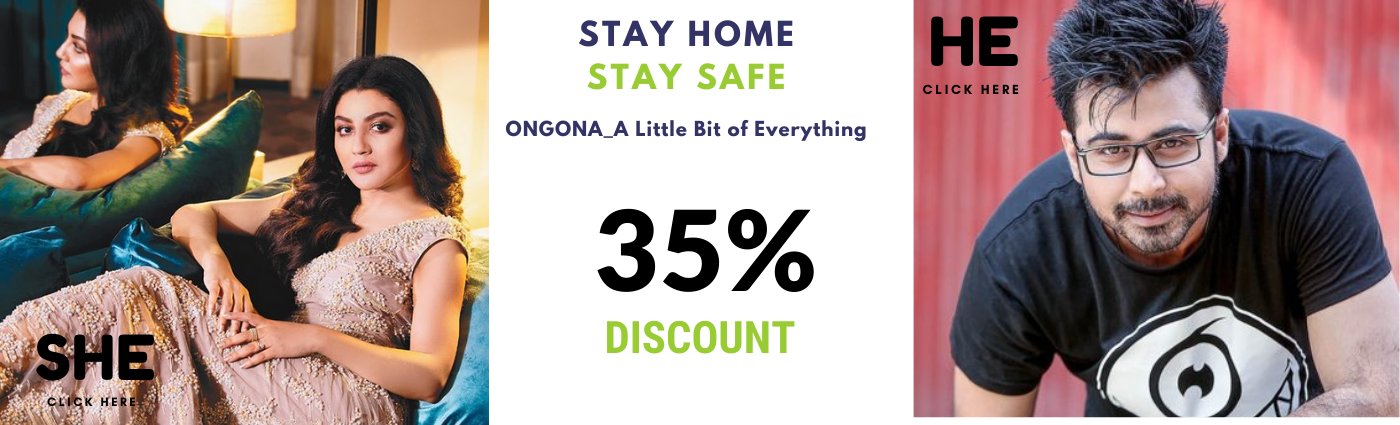 SHE
CLICK HERE
STAY HOME
STAY SAFE
ONGONA_A Little Bit of Everything
35%
DISCOUNT
HE
CLICK HERE